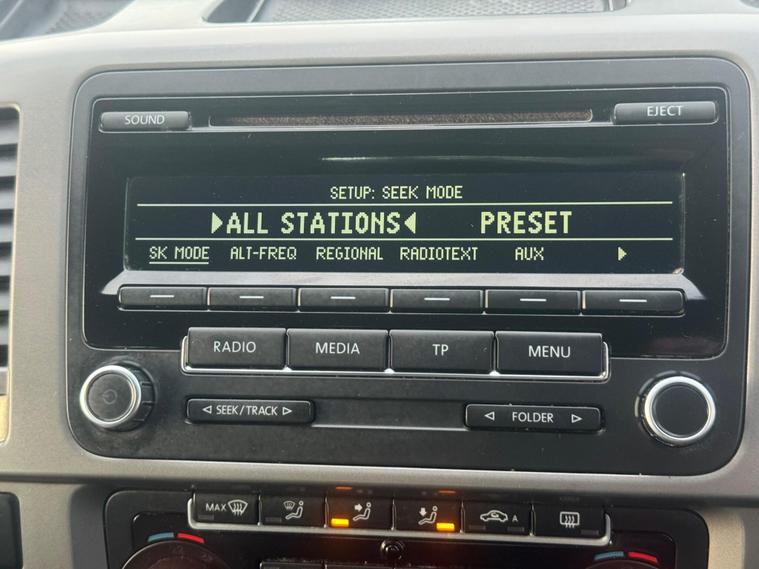 SOUND
EJECT
SETUP: SEEK MODE
ALL STATIONS PRESET
SK MODE ALT-FREQ REGIONAL RADIOTEXT AUX
RADIO MEDIA TP MENU
SEEK/TRACK FOLDER
MAX A